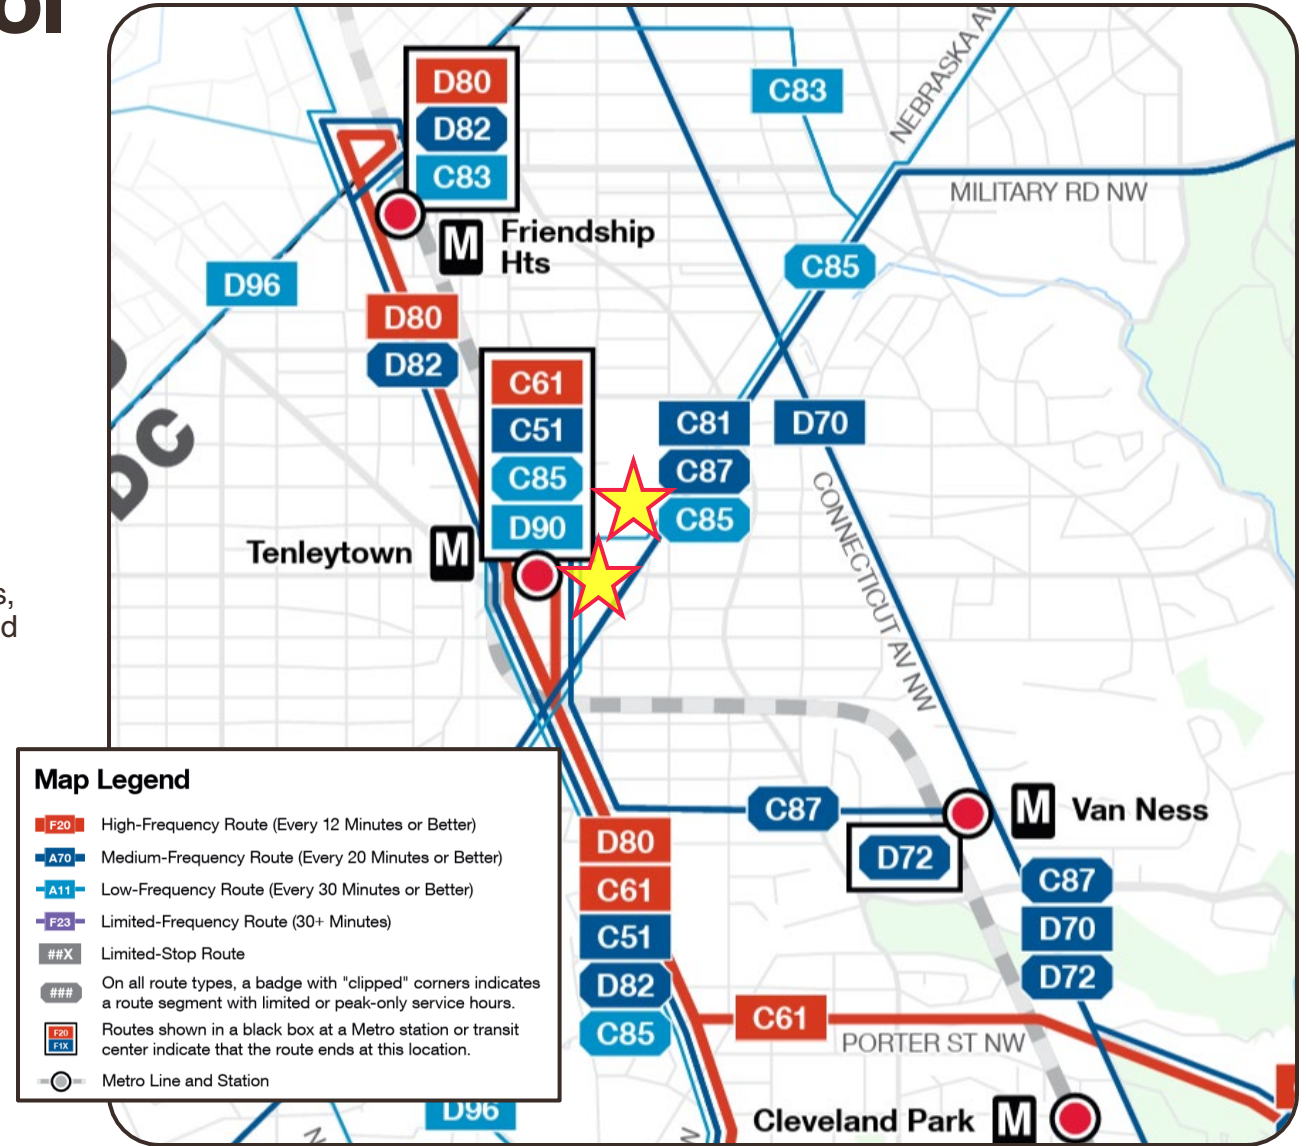 ol
s,
d
D80
D82
C83
M
Friendship
Hts
C83
NEBRASKA AV
MILITARY RD NW
C85
D96
D80
D82
DC
C61
C51
C85
D90
Tenleytown
M
C81
C87
C85
D70
CONNECTICUT AV NW
C87
D72
M
Van Ness
C87
D70
D72
D80
C61
C51
D82
C85
C61
PORTER ST NW
Cleveland Park
M
D96
N
N
Map Legend
F20
High-Frequency Route (Every 12 Minutes or Better)
A70
Medium-Frequency Route (Every 20 Minutes or Better)
A11
Low-Frequency Route (Every 30 Minutes or Better)
F23
Limited-Frequency Route (30+ Minutes)
##X
Limited-Stop Route
###
On all route types, a badge with "clipped" corners indicates
a route segment with limited or peak-only service hours.
F20
F1X
Routes shown in a black box at a Metro station or transit
center indicate that the route ends at this location.
Metro Line and Station